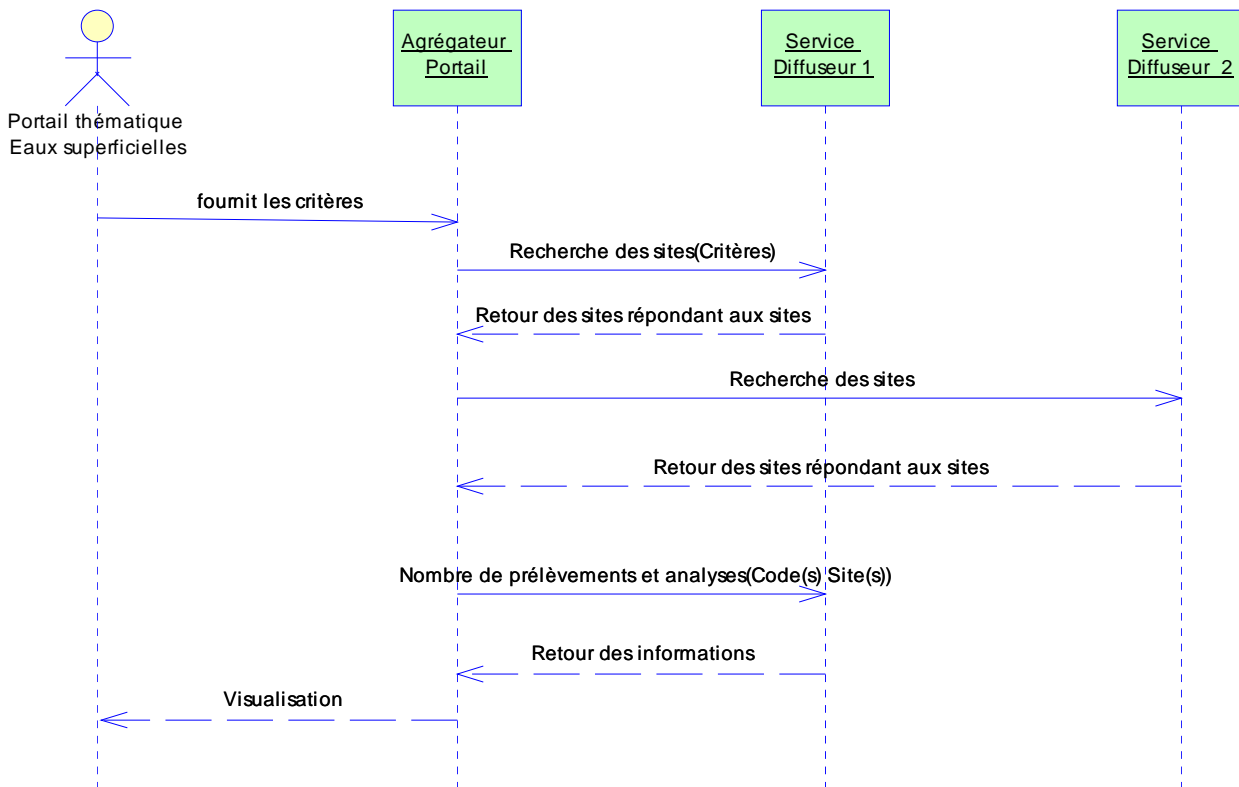 Agrégateur
Portail
Service
Diffuseur 1
Service
Diffuseur 2
Portail thématique
Eaux superficielles
fournit les critères
Recherche des sites(Critères)
Retour des sites répondant aux sites
Recherche des sites
Retour des sites répondant aux sites
Nombre de prélèvements et analyses(Code(s) Site(s))
Retour des informations
Visualisation